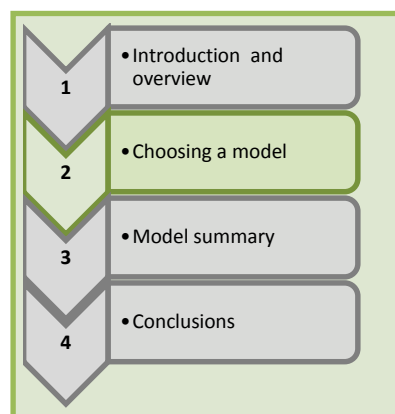 1
•Introduction and
overview
2
•Choosing a model
3
•Model summary
4
•Conclusions